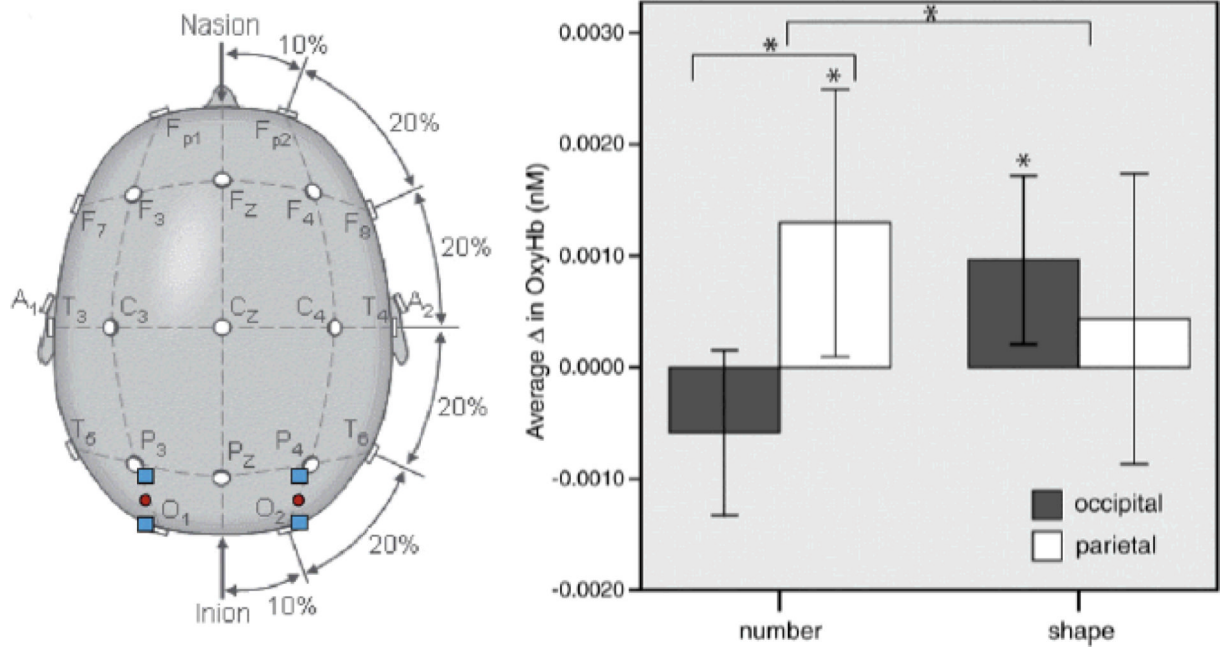 Nasion
10%
Fp1 Fp2
20%
F7 F3 FZ F4 F8
20%
A1 T3 C3 CZ C4 T4 A2
20%
T5 P3 PZ P4 T6
O1 O2
20%
Inion
10%
* *
*
*
Average Δ in OxyHb (nM)
0.0030
0.0020
0.0010
0.0000
-0.0010
-0.0020
occipital
parietal
number shape